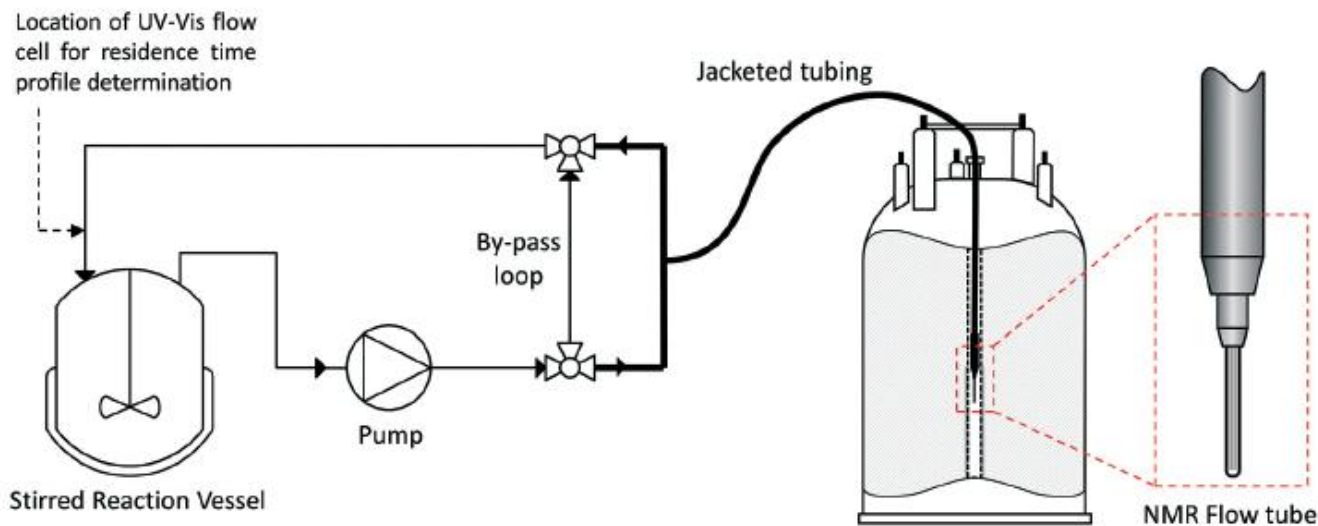 Location of UV-Vis flow
cell for residence time
profile determination
Jacketed tubing
By-pass
loop
Pump
Stirred Reaction Vessel
NMR Flow tube